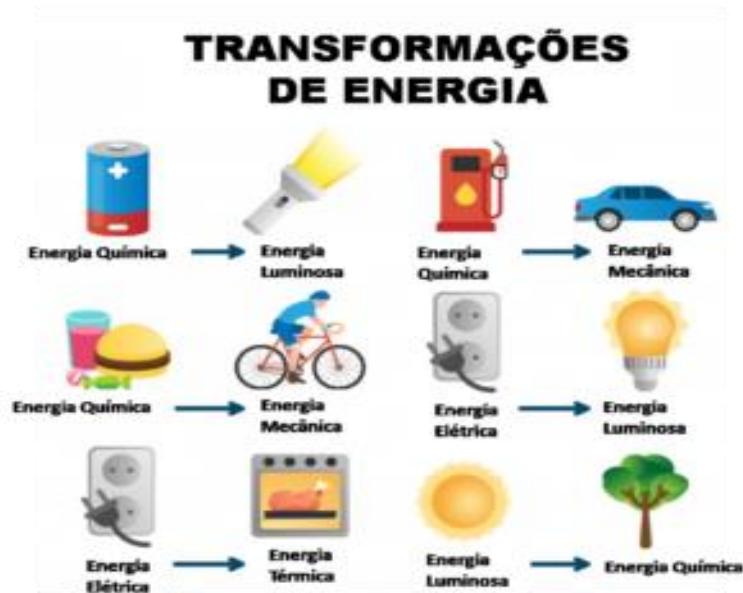 TRANSFORMAÇÕES
DE ENERGIA
Energia Química
Energia
Luminosa
Energia
Química
Energia
Mecânica
Energia Química
Energia
Mecânica
Energia
Elétrica
Energia
Luminosa
Energia
Elétrica
Energia
Térmica
Energia
Luminosa
Energia Química